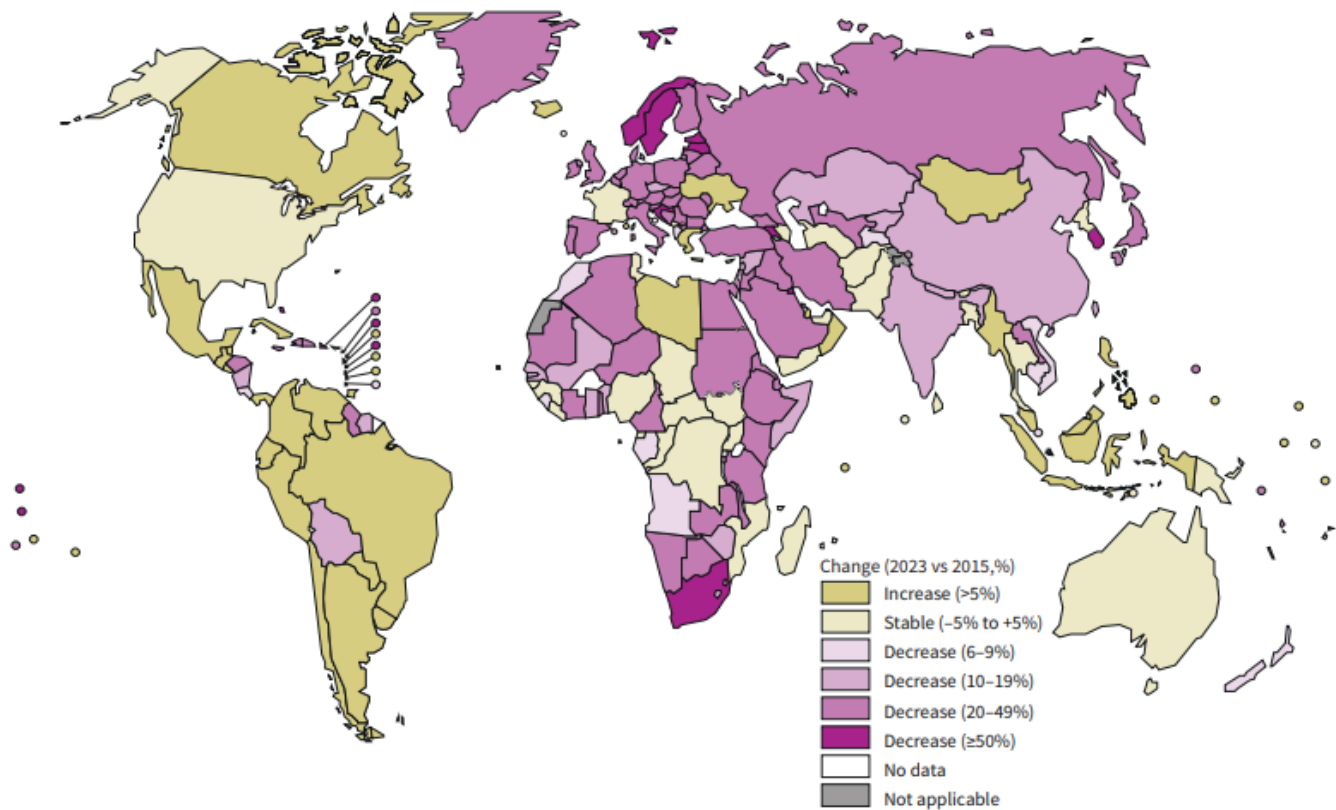 Change (2023 vs 2015,%)
Increase (>5%)
Stable (–5% to +5%)
Decrease (6–9%)
Decrease (10–19%)
Decrease (20–49%)
Decrease (≥50%)
No data
Not applicable